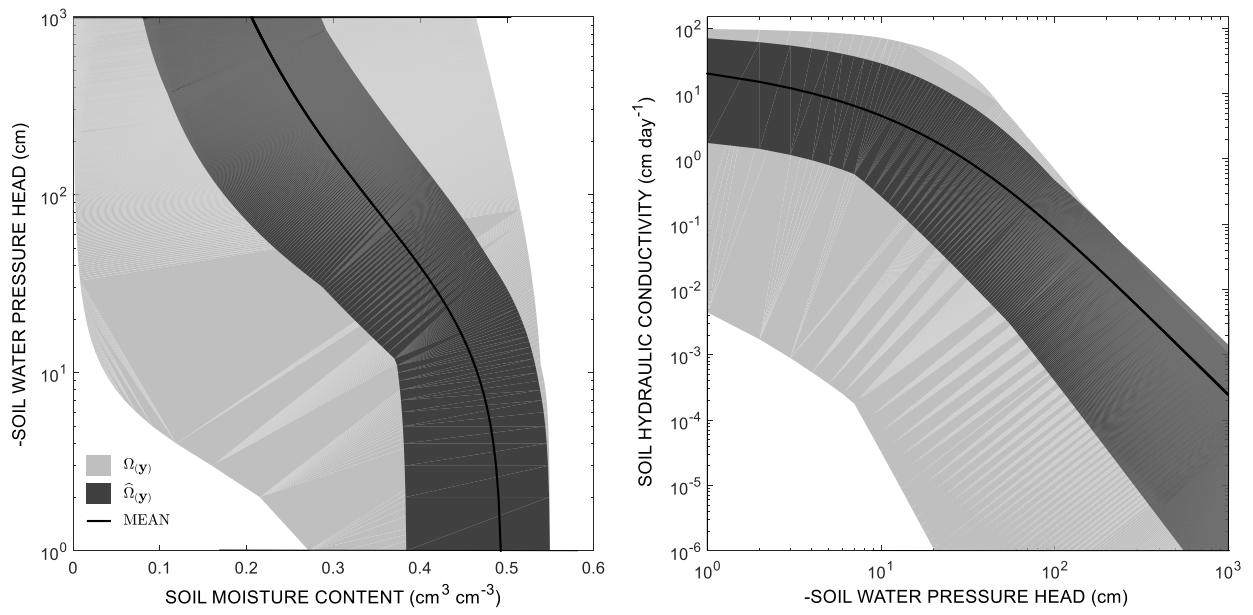 10^3
10^2
10^1
10^0
-SOIL WATER PRESSURE HEAD (cm)
Ω(y)
Ω̂(y)
MEAN
0 0.1 0.2 0.3 0.4 0.5 0.6
SOIL MOISTURE CONTENT (cm^3 cm^-3)
10^2
10^1
10^0
10^-1
10^-2
10^-3
10^-4
10^-5
10^-6
SOIL HYDRAULIC CONDUCTIVITY (cm day^-1)
10^0 10^1 10^2 10^3
-SOIL WATER PRESSURE HEAD (cm)